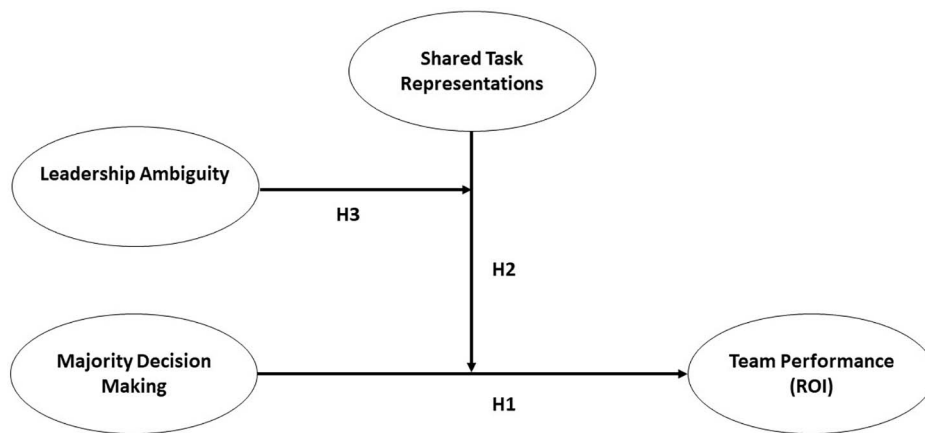 Shared Task
Representations
Leadership Ambiguity
H3
H2
Majority Decision
Making
Team Performance
(ROI)
H1